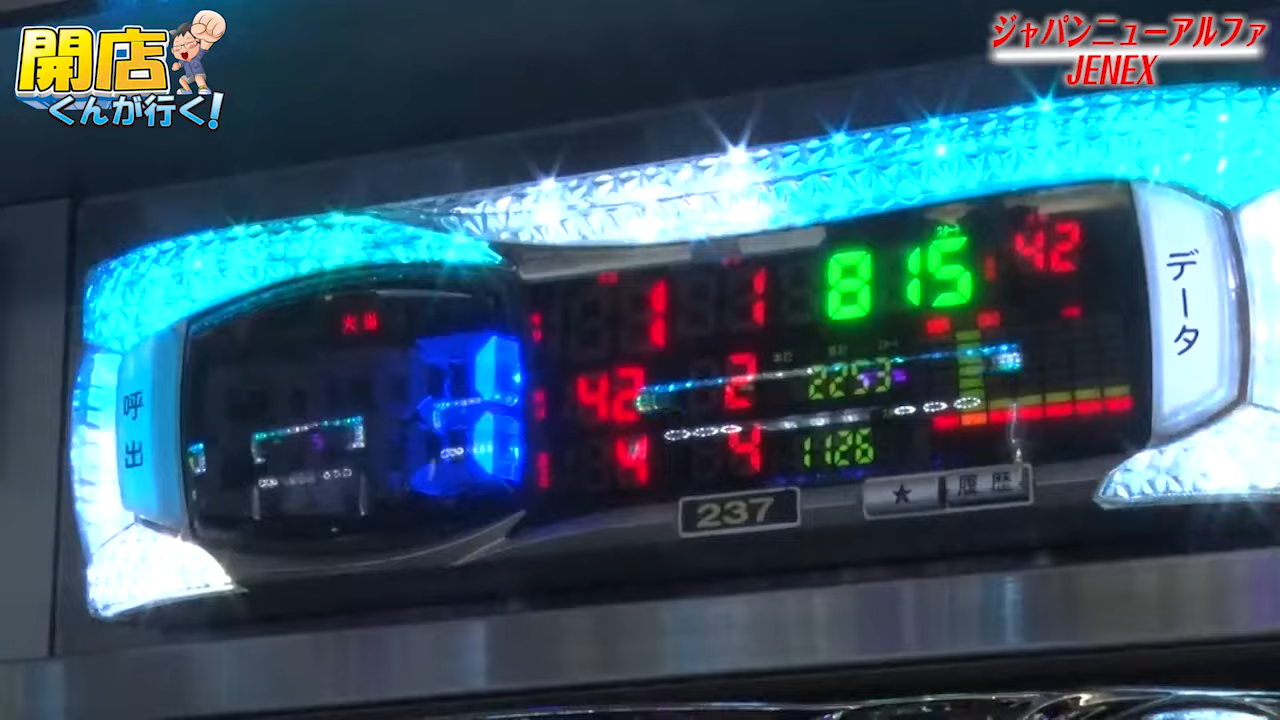 開店
くんが行く!
ジャパンニューアルファ
JENEX
呼出
データ
1 1 815 42
42 2 2253
4 4 1126
237
★ 履歴